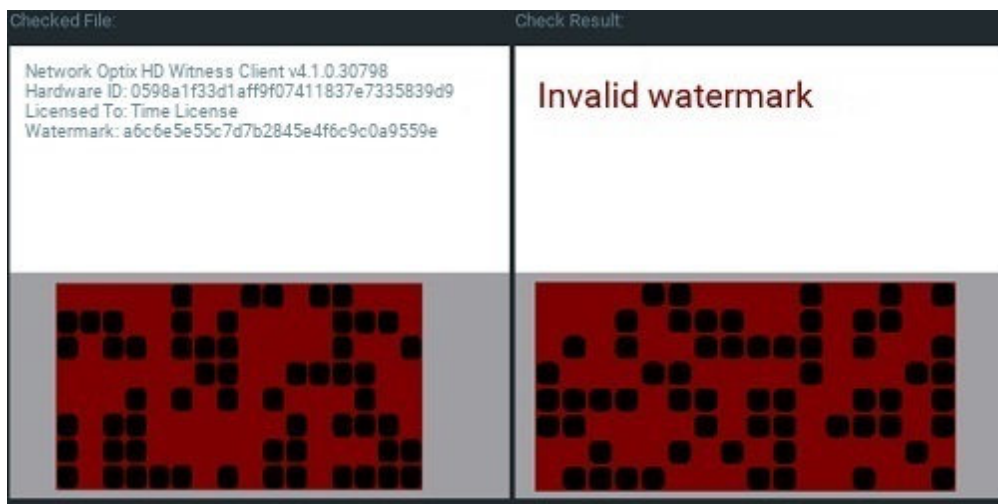 Checked File:
Check Result:
Network Optix HD Witness Client v4.1.0.30798
Hardware ID: 0598a1f33d1aff9f07411837e7335839d9
Licensed To: Time License
Watermark: a6c6e5e55c7d7b2845e4f6c9c0a9559e
Invalid watermark